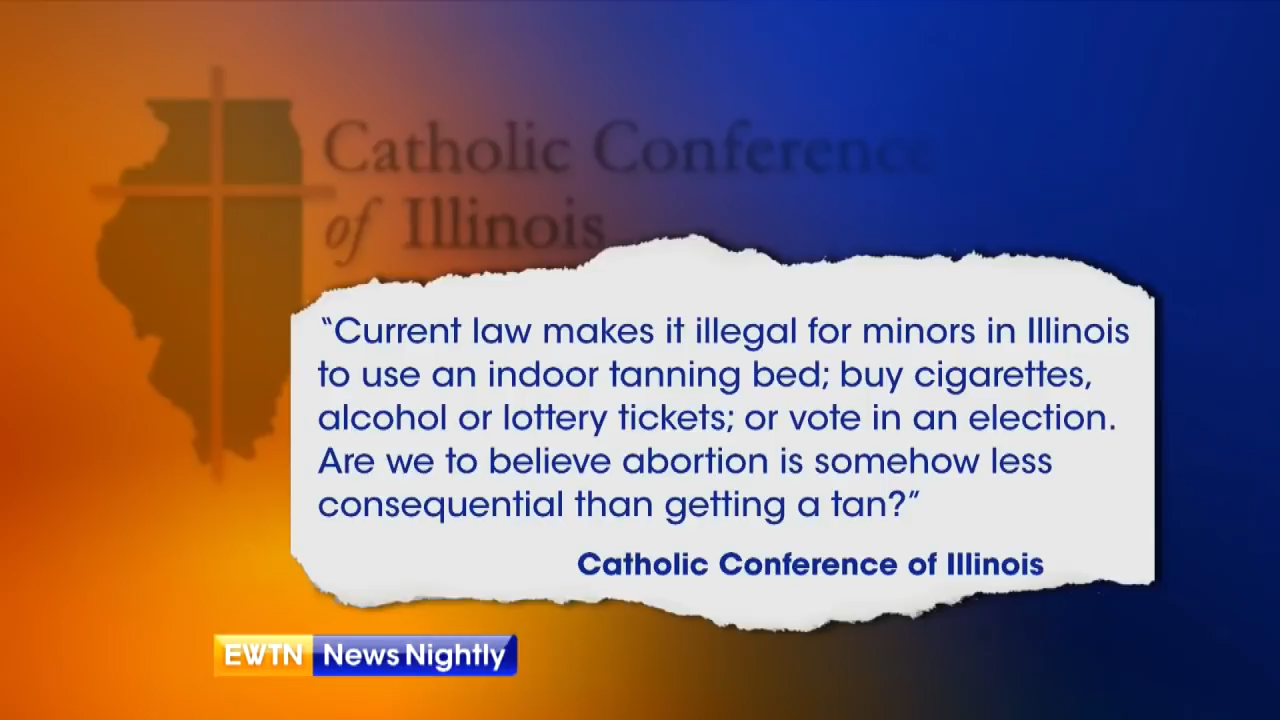 Catholic Conference
of Illinois
“Current law makes it illegal for minors in Illinois
to use an indoor tanning bed; buy cigarettes,
alcohol or lottery tickets; or vote in an election.
Are we to believe abortion is somehow less
consequential than getting a tan?”
Catholic Conference of Illinois
EWTN News Nightly